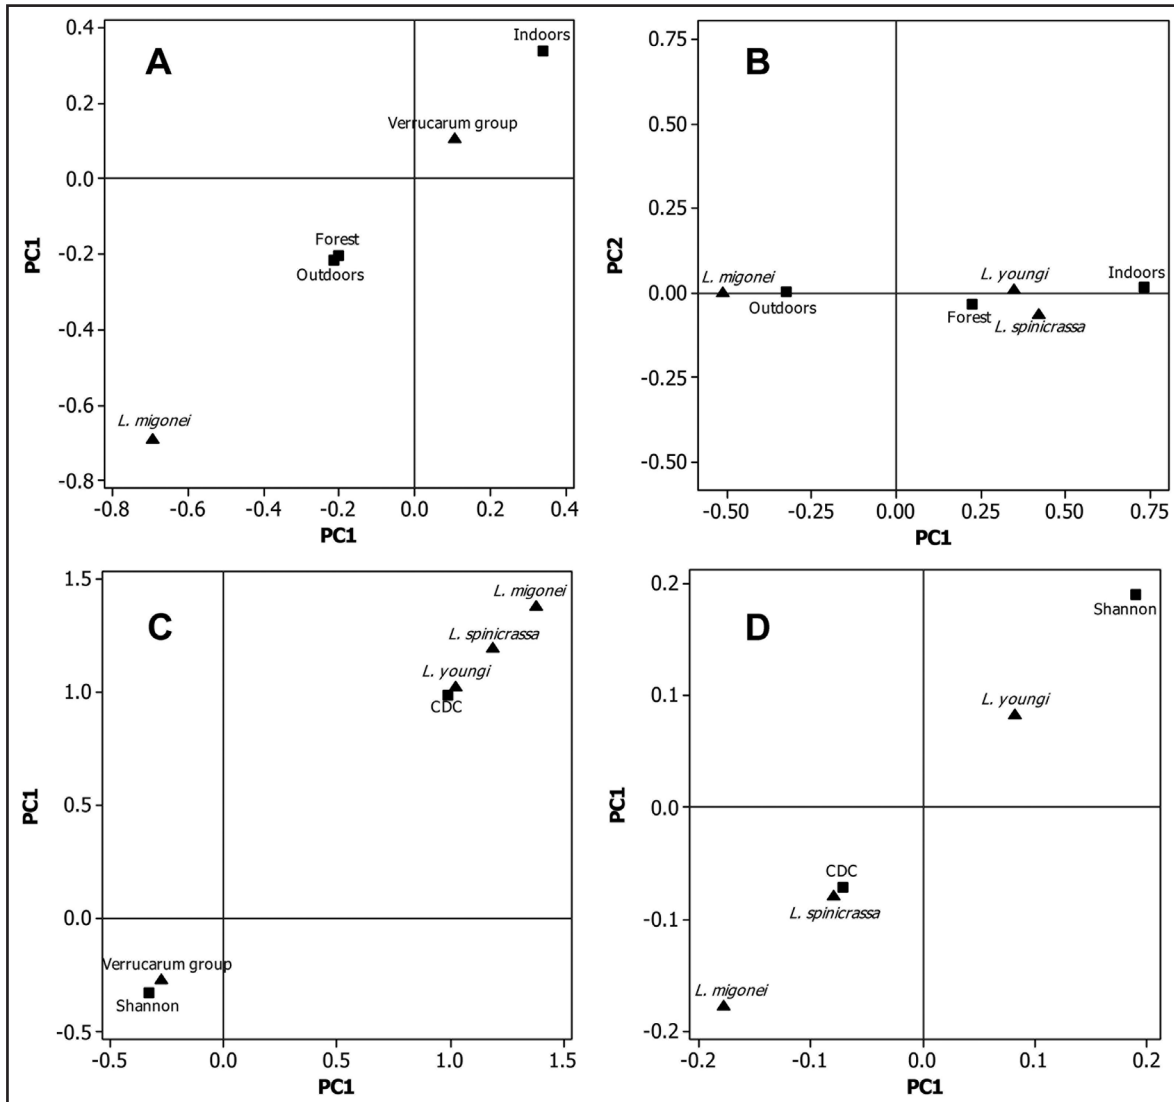 A
0.4
0.2
0.0
-0.2
-0.4
-0.6
-0.8
PC1
Indoors
Verrucarum group
Forest
Outdoors
L. migonei
-0.8 -0.6 -0.4 -0.2 0.0 0.2 0.4
PC1
B
0.75
0.50
0.25
0.00
-0.25
-0.50
PC2
L. migonei
Outdoors
L. youngi
Indoors
Forest
L. spinicrassa
-0.50 -0.25 0.00 0.25 0.50 0.75
PC1
C
1.5
1.0
0.5
0.0
-0.5
PC1
L. migonei
L. spinicrassa
L. youngi
CDC
Verrucarum group
Shannon
-0.5 0.0 0.5 1.0 1.5
PC1
D
0.2
0.1
0.0
-0.1
-0.2
PC1
Shannon
L. youngi
CDC
L. spinicrassa
L. migonei
-0.2 -0.1 0.0 0.1 0.2
PC1